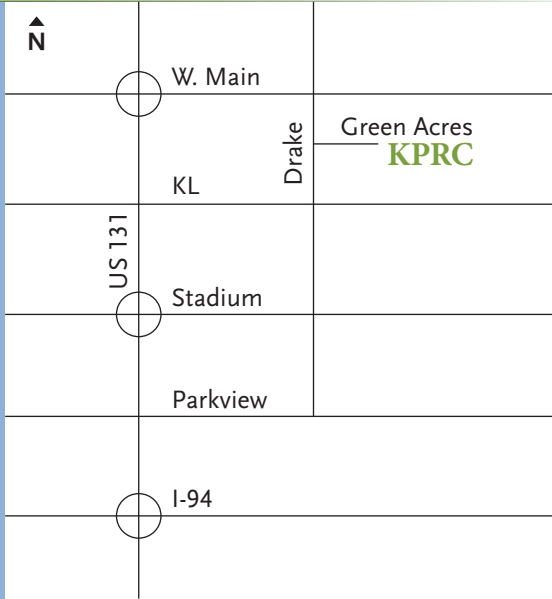 N
W. Main
Green Acres
KPRC
Drake
KL
US 131
Stadium
Parkview
I-94